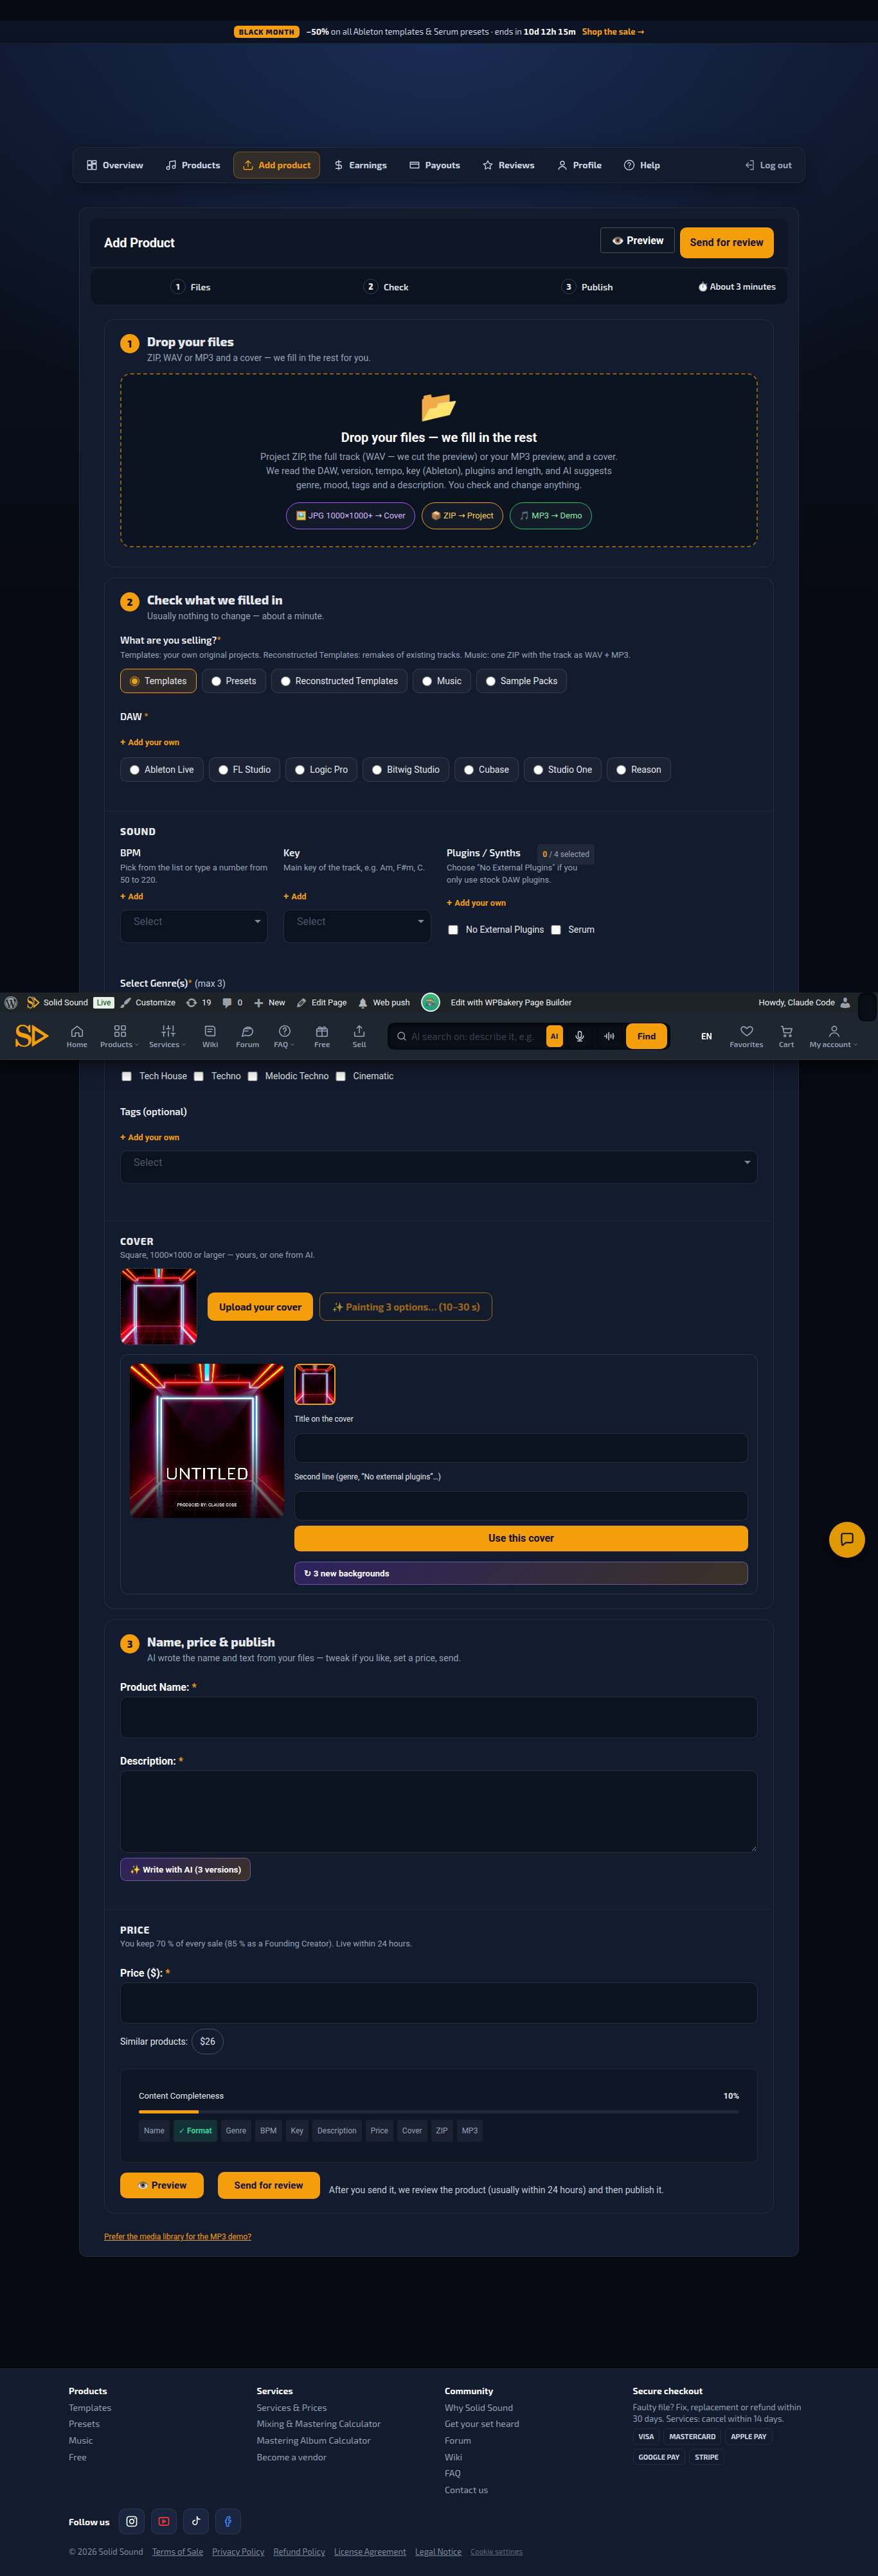 BLACK MONTH −50% on all Ableton templates & Serum presets · ends in 10d 12h 15m Shop the sale →
Overview Products Add product Earnings Payouts Reviews Profile Help Log out
Add Product
👁️ Preview Send for review
1 Files 2 Check 3 Publish ⏱️ About 3 minutes
1 Drop your files
ZIP, WAV or MP3 and a cover — we fill in the rest for you.
Drop your files — we fill in the rest
Project ZIP, the full track (WAV — we cut the preview) or your MP3 preview, and a cover.
We read the DAW, version, tempo, key (Ableton), plugins and length, and AI suggests
genre, mood, tags and a description. You check and change anything.
🖼️ JPG 1000×1000+ → Cover 📦 ZIP → Project 🎵 MP3 → Demo
2 Check what we filled in
Usually nothing to change — about a minute.
What are you selling?*
Templates: your own original projects. Reconstructed Templates: remakes of existing tracks. Music: one ZIP with the track as WAV + MP3.
Templates Presets Reconstructed Templates Music Sample Packs
DAW *
+ Add your own
Ableton Live FL Studio Logic Pro Bitwig Studio Cubase Studio One Reason
SOUND
BPM
Pick from the list or type a number from
50 to 220.
+ Add
Select
Key
Main key of the track, e.g. Am, F#m, C.
+ Add
Select
Plugins / Synths 0 / 4 selected
Choose "No External Plugins" if you
only use stock DAW plugins.
+ Add your own
No External Plugins Serum
Select Genre(s)* (max 3)
Solid Sound Live Customize 19 0 New Edit Page Web push Edit with WPBakery Page Builder Howdy, Claude Code
Home Products Services Wiki Forum FAQ Free Sell AI search on: describe it, e.g. AI Find EN Favorites Cart My account
Tech House Techno Melodic Techno Cinematic
Tags (optional)
+ Add your own
Select
COVER
Square, 1000×1000 or larger — yours, or one from AI.
Upload your cover ✨ Painting 3 options… (10–30 s)
UNTITLED
PRODUCED BY: CLAUDE CODE
Title on the cover
Second line (genre, "No external plugins"…)
Use this cover
↻ 3 new backgrounds
3 Name, price & publish
AI wrote the name and text from your files — tweak if you like, set a price, send.
Product Name: *
Description: *
✨ Write with AI (3 versions)
PRICE
You keep 70 % of every sale (85 % as a Founding Creator). Live within 24 hours.
Price ($): *
Similar products: $26
Content Completeness 10%
Name ✓ Format Genre BPM Key Description Price Cover ZIP MP3
👁️ Preview Send for review After you send it, we review the product (usually within 24 hours) and then publish it.
Prefer the media library for the MP3 demo?
Products
Templates
Presets
Music
Free
Services
Services & Prices
Mixing & Mastering Calculator
Mastering Album Calculator
Become a vendor
Community
Why Solid Sound
Get your set heard
Forum
Wiki
FAQ
Contact us
Secure checkout
Faulty file? Fix, replacement or refund within
30 days. Services: cancel within 14 days.
VISA MASTERCARD APPLE PAY
GOOGLE PAY STRIPE
Follow us
© 2026 Solid Sound Terms of Sale Privacy Policy Refund Policy License Agreement Legal Notice Cookie settings